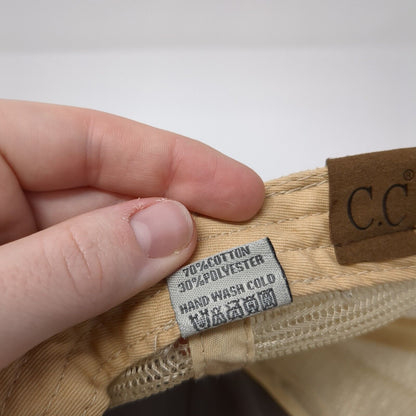 C.C®
70%COTTON
30%POLYESTER
HAND WASH COLD